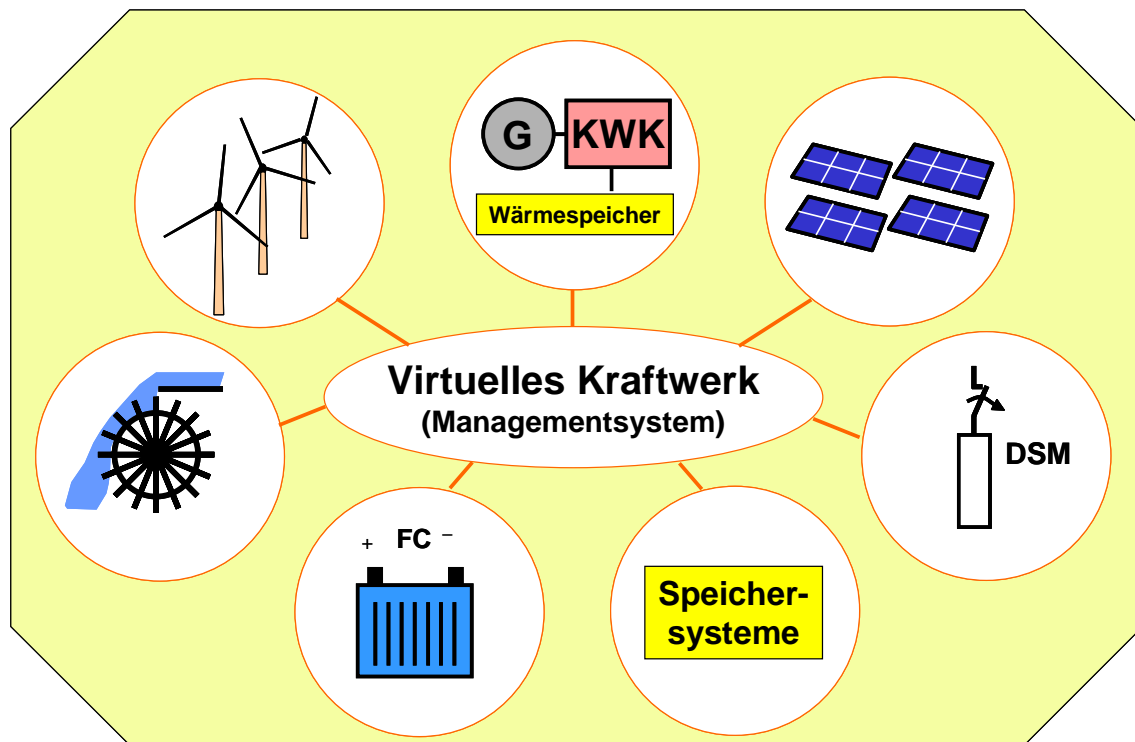 G
KWK
Wärmespeicher
Virtuelles Kraftwerk
(Managementsystem)
DSM
+ FC −
Speicher-
systeme